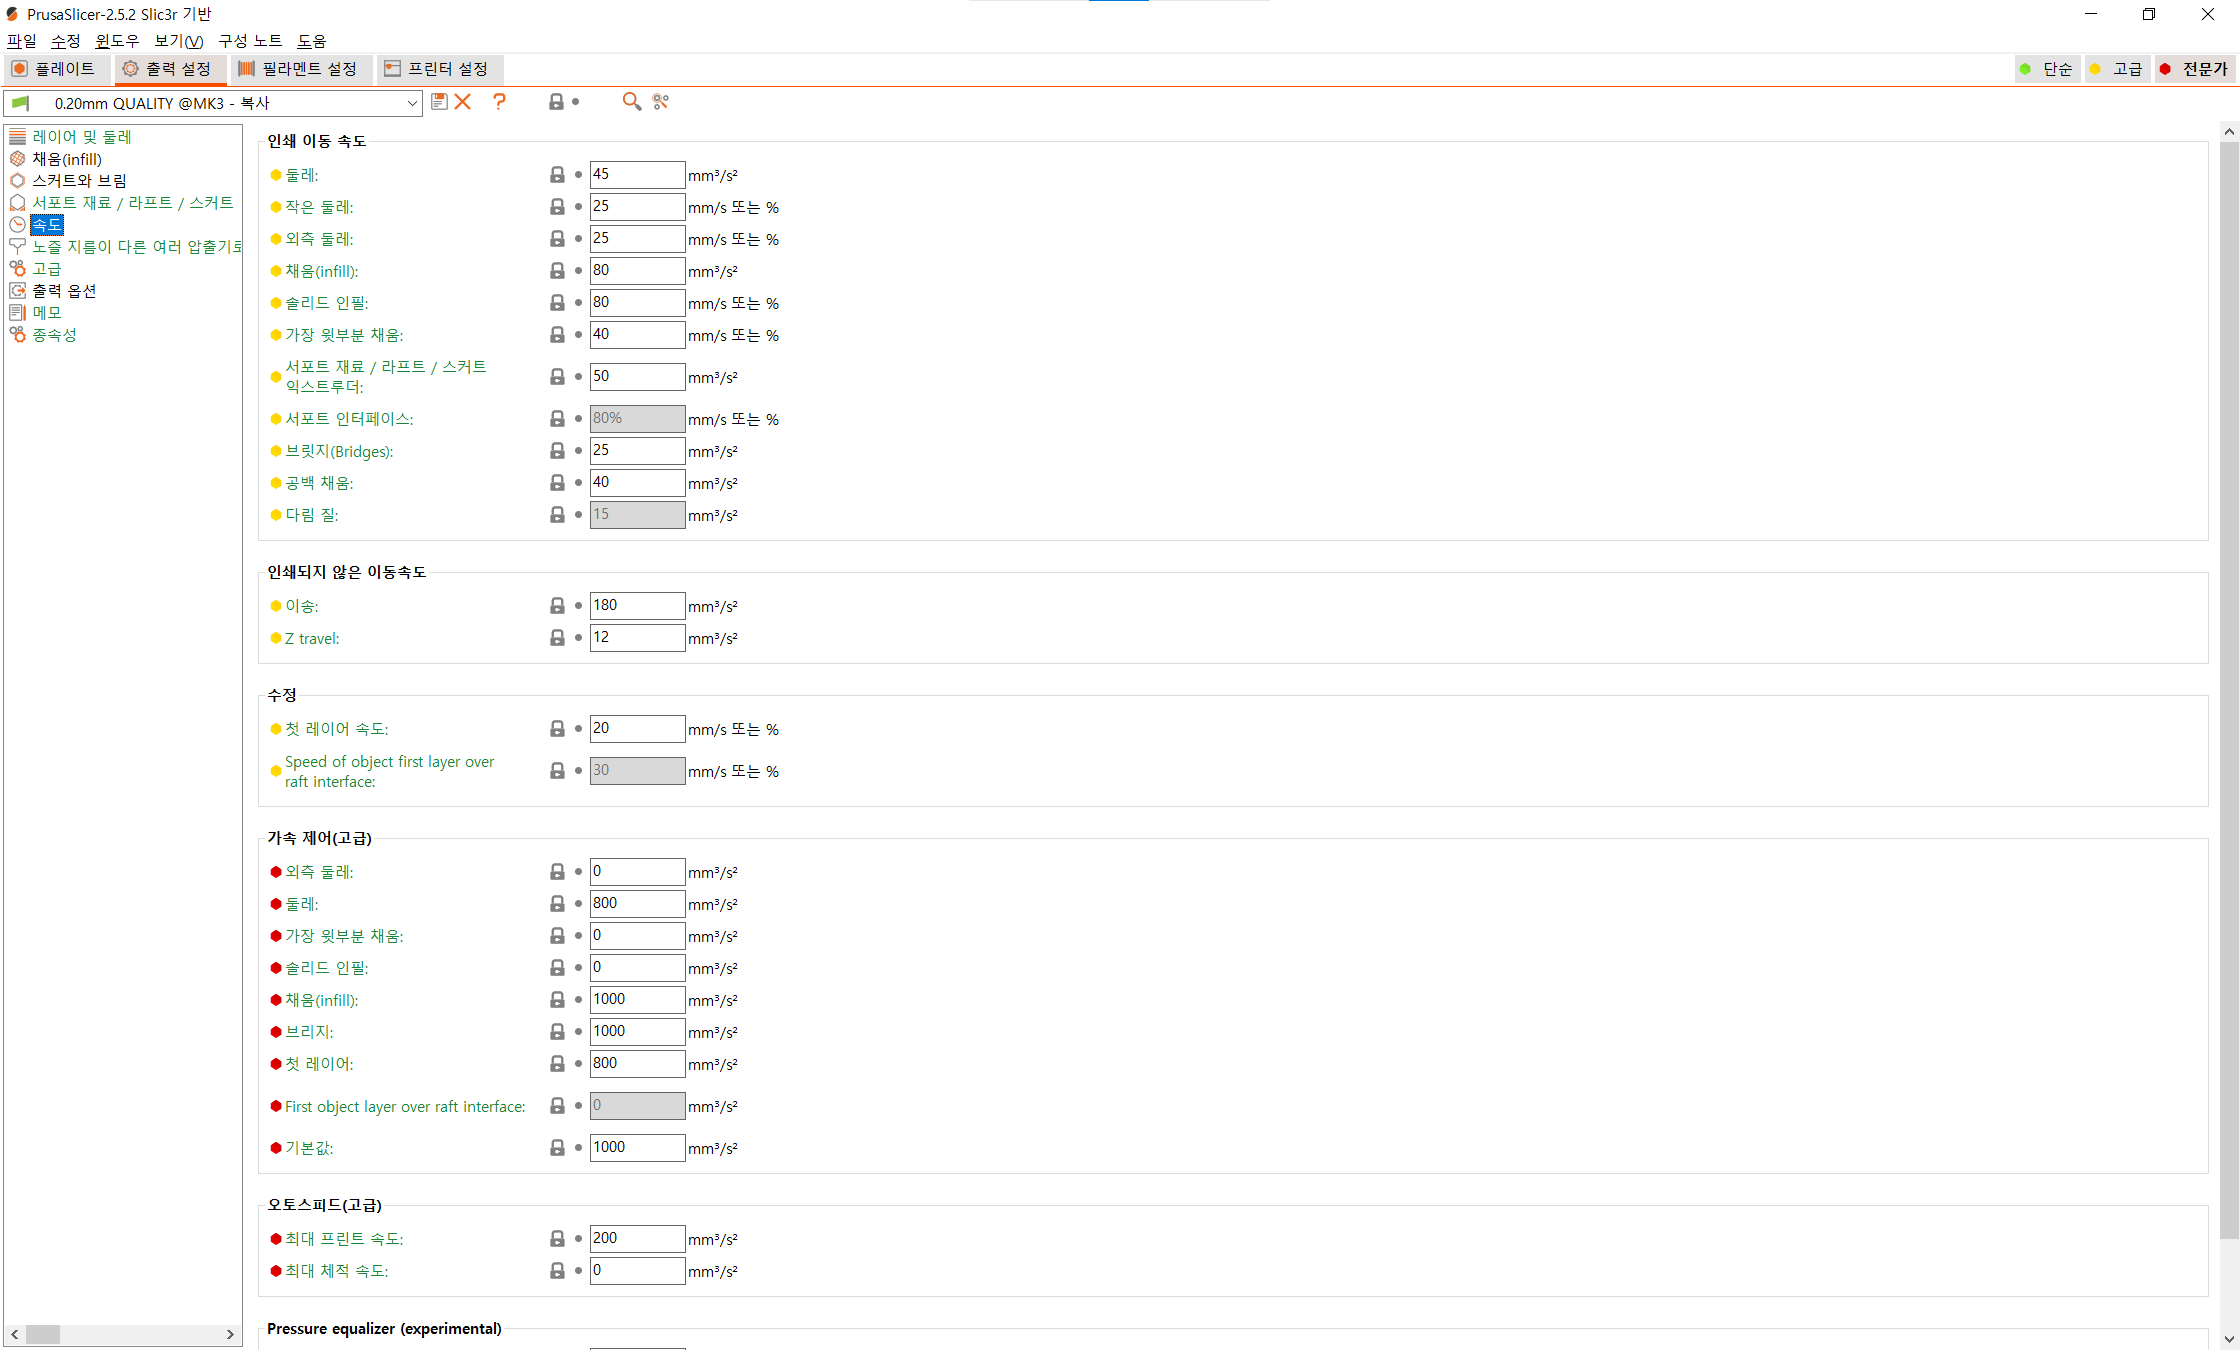 PrusaSlicer-2.5.2 Slic3r 기반
파일 수정 윈도우 보기(V) 구성 노트 도움
플레이트 출력 설정 필라멘트 설정 프린터 설정 단순 고급 전문가
0.20mm QUALITY @MK3 - 복사
레이어 및 둘레
채움(infill)
스커트와 브림
서포트 재료 / 라프트 / 스커트
속도
노즐 지름이 다른 여러 압출기로
고급
출력 옵션
메모
종속성
인쇄 이동 속도
둘레: 45 mm³/s²
작은 둘레: 25 mm/s 또는 %
외측 둘레: 25 mm/s 또는 %
채움(infill): 80 mm³/s²
솔리드 인필: 80 mm/s 또는 %
가장 윗부분 채움: 40 mm/s 또는 %
서포트 재료 / 라프트 / 스커트
익스트루더: 50 mm³/s²
서포트 인터페이스: 80% mm/s 또는 %
브릿지(Bridges): 25 mm³/s²
공백 채움: 40 mm³/s²
다림 질: 15 mm³/s²
인쇄되지 않은 이동속도
이송: 180 mm³/s²
Z travel: 12 mm³/s²
수정
첫 레이어 속도: 20 mm/s 또는 %
Speed of object first layer over
raft interface: 30 mm/s 또는 %
가속 제어(고급)
외측 둘레: 0 mm³/s²
둘레: 800 mm³/s²
가장 윗부분 채움: 0 mm³/s²
솔리드 인필: 0 mm³/s²
채움(infill): 1000 mm³/s²
브리지: 1000 mm³/s²
첫 레이어: 800 mm³/s²
First object layer over raft interface: 0 mm³/s²
기본값: 1000 mm³/s²
오토스피드(고급)
최대 프린트 속도: 200 mm³/s²
최대 체적 속도: 0 mm³/s²
Pressure equalizer (experimental)